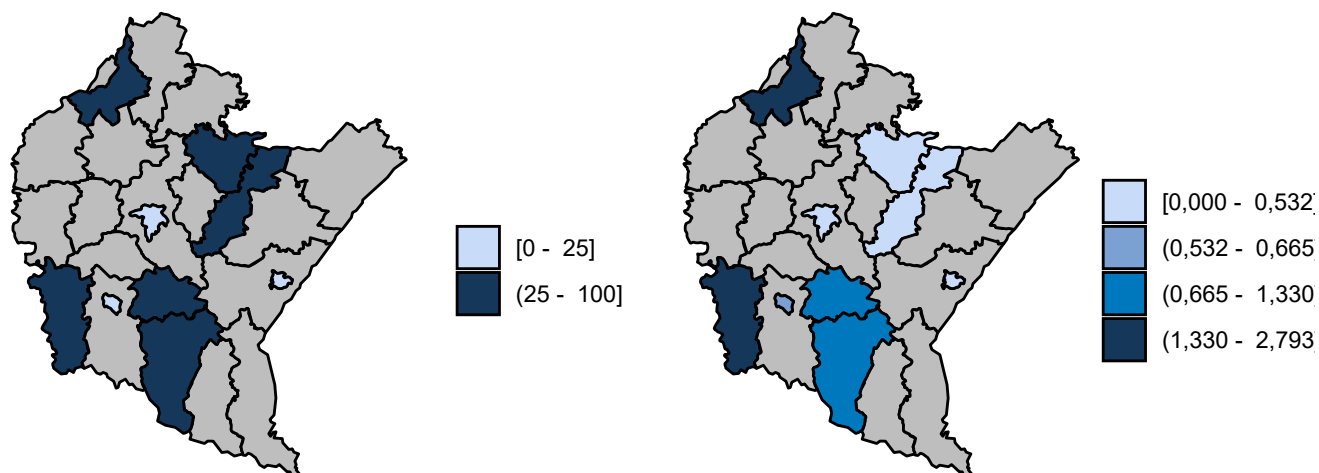 [0 - 25]
(25 - 100]
[0,000 - 0,532]
(0,532 - 0,665
(0,665 - 1,330
(1,330 - 2,793